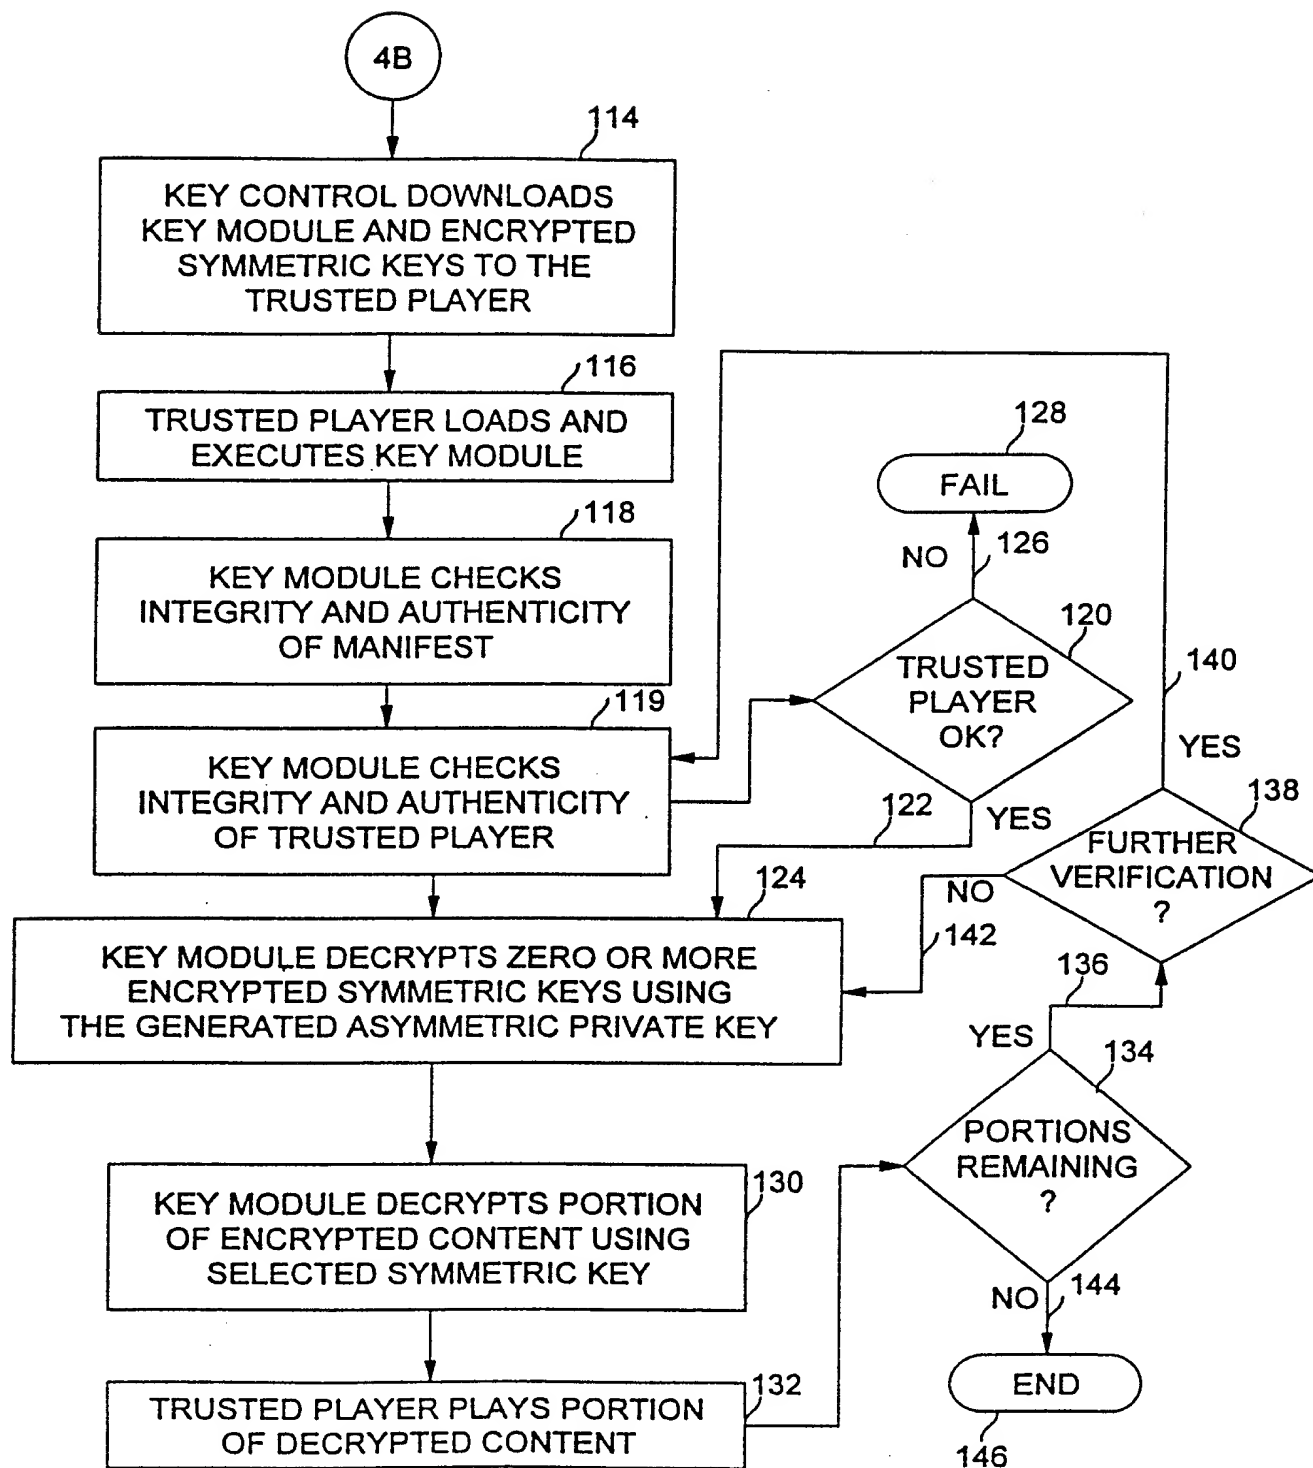 4B
114
KEY CONTROL DOWNLOADS
KEY MODULE AND ENCRYPTED
SYMMETRIC KEYS TO THE
TRUSTED PLAYER
116
TRUSTED PLAYER LOADS AND
EXECUTES KEY MODULE
118
KEY MODULE CHECKS
INTEGRITY AND AUTHENTICITY
OF MANIFEST
119
KEY MODULE CHECKS
INTEGRITY AND AUTHENTICITY
OF TRUSTED PLAYER
128
FAIL
NO
126
120
TRUSTED
PLAYER
OK?
122
YES
140
YES
138
FURTHER
VERIFICATION
?
NO
142
124
KEY MODULE DECRYPTS ZERO OR MORE
ENCRYPTED SYMMETRIC KEYS USING
THE GENERATED ASYMMETRIC PRIVATE KEY
136
YES
134
PORTIONS
REMAINING
?
130
KEY MODULE DECRYPTS PORTION
OF ENCRYPTED CONTENT USING
SELECTED SYMMETRIC KEY
NO
144
132
TRUSTED PLAYER PLAYS PORTION
OF DECRYPTED CONTENT
END
146